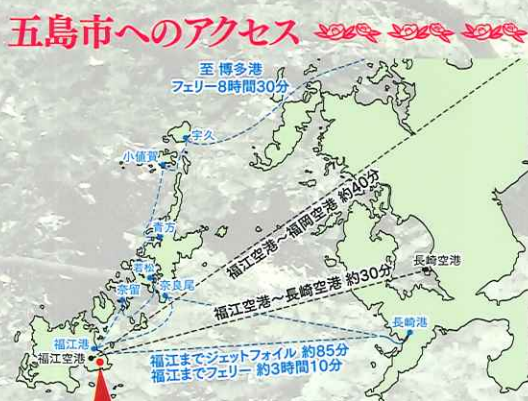 五島市へのアクセス
至 博多港
フェリー8時間30分
宇久
小値賀
青方
若松
奈留
奈良尾
福江空港〜福岡空港 約40分
福江空港〜長崎空港 約30分
長崎空港
長崎港
福江港
福江空港
福江までジェットフォイル 約85分
福江までフェリー 約3時間10分